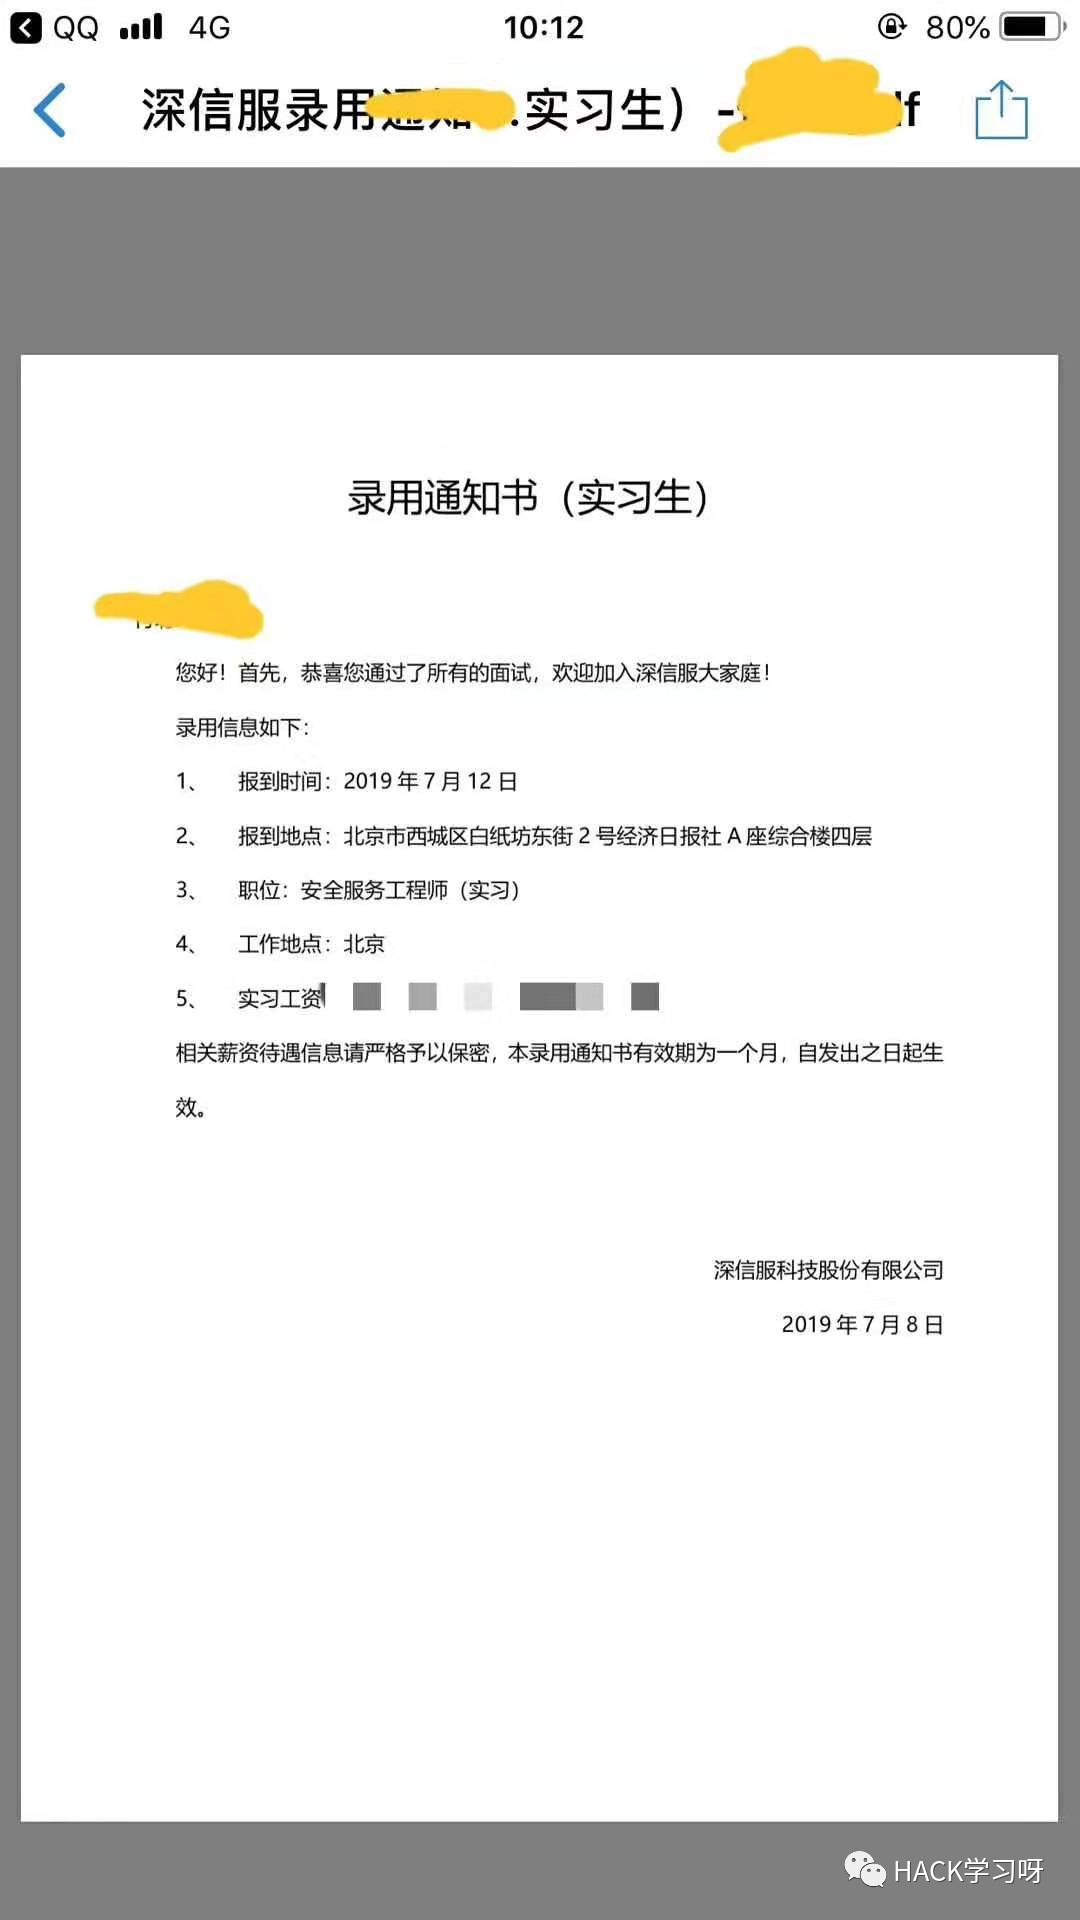 QQ 4G 10:12 80%
深信服录用通知.实习生）-
录用通知书（实习生）
您好！首先，恭喜您通过了所有的面试，欢迎加入深信服大家庭！
录用信息如下：
1、 报到时间：2019 年 7 月 12 日
2、 报到地点：北京市西城区白纸坊东街 2 号经济日报社 A 座综合楼四层
3、 职位：安全服务工程师（实习）
4、 工作地点：北京
5、 实习工资
相关薪资待遇信息请严格予以保密，本录用通知书有效期为一个月，自发出之日起生
效。
深信服科技股份有限公司
2019 年 7 月 8 日
HACK学习呀